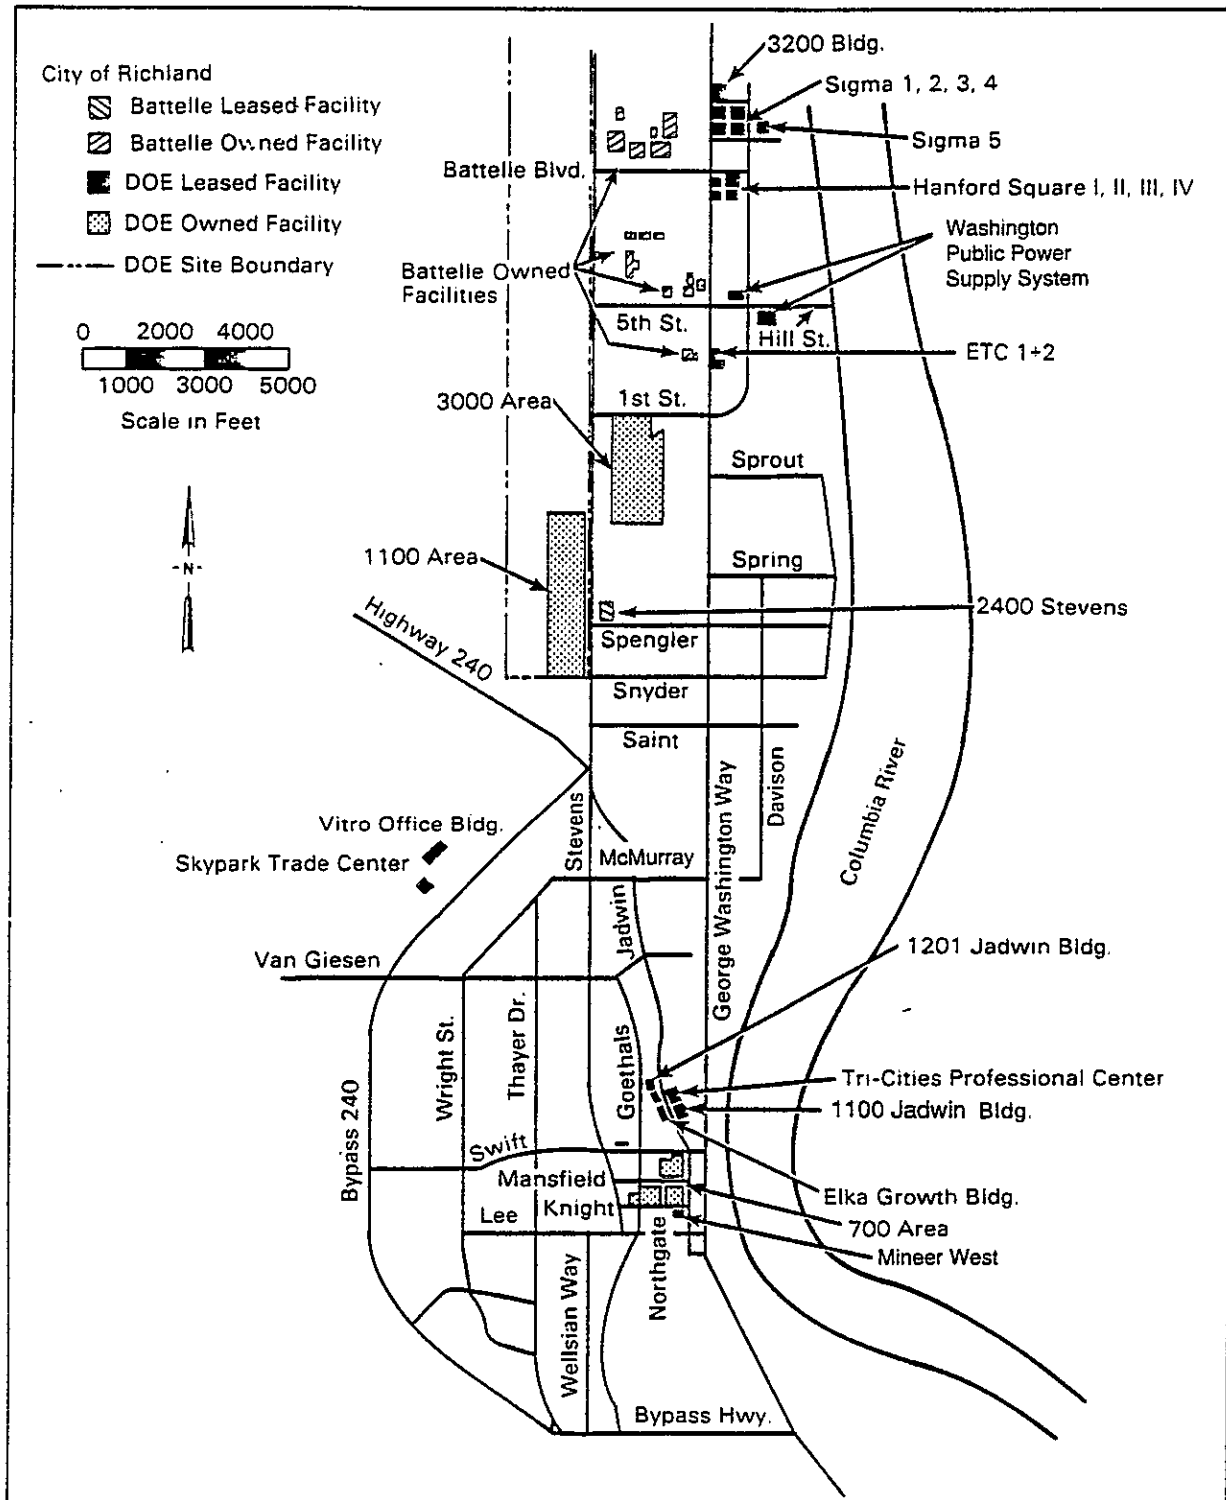 City of Richland
Battelle Leased Facility
Battelle Owned Facility
DOE Leased Facility
DOE Owned Facility
DOE Site Boundary
0 2000 4000
1000 3000 5000
Scale in Feet
N
3200 Bldg.
Sigma 1, 2, 3, 4
Sigma 5
Battelle Blvd.
Hanford Square I, II, III, IV
Washington
Public Power
Supply System
Battelle Owned
Facilities
5th St.
Hill St.
ETC 1+2
1st St.
3000 Area
Sprout
1100 Area
Spring
2400 Stevens
Highway 240
Spengler
Snyder
Saint
Stevens
George Washington Way
Davison
Columbia River
Vitro Office Bldg.
Skypark Trade Center
McMurray
Jadwin
Van Giesen
1201 Jadwin Bldg.
Bypass 240
Wright St.
Thayer Dr.
Goethals
Tri-Cities Professional Center
1100 Jadwin Bldg.
Swift
Mansfield
Elka Growth Bldg.
Knight
Lee
700 Area
Mineer West
Northgate
Wellsian Way
Bypass Hwy.